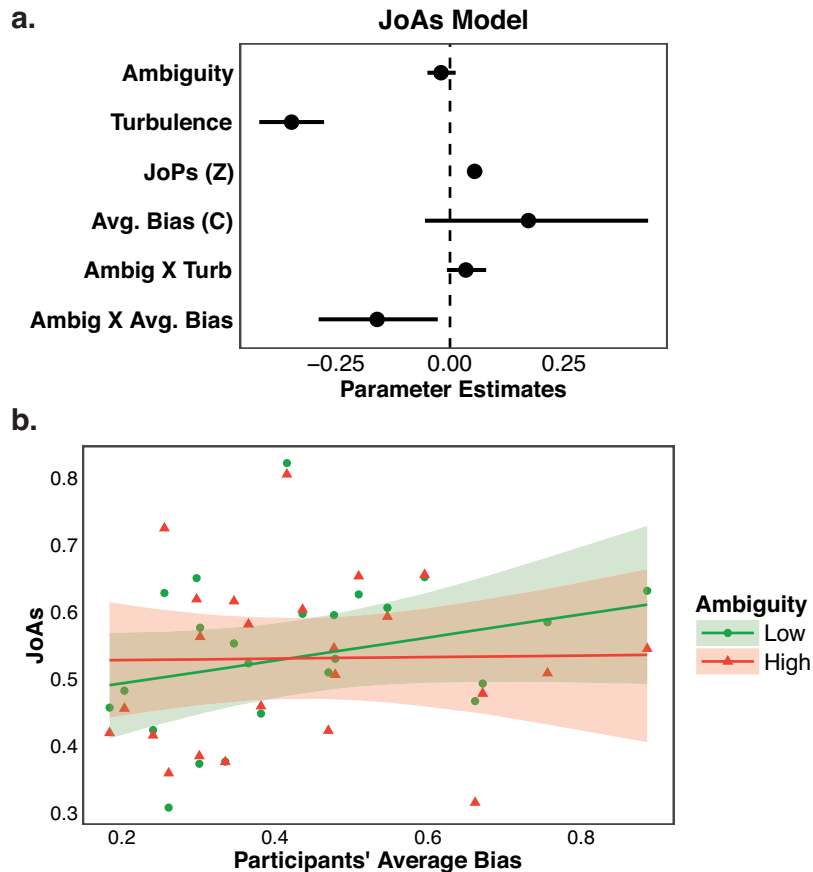 a.
JoAs Model
Ambiguity
Turbulence
JoPs (Z)
Avg. Bias (C)
Ambig X Turb
Ambig X Avg. Bias
−0.25 0.00 0.25
Parameter Estimates
b.
0.8
0.7
0.6
0.5
0.4
0.3
JoAs
0.2 0.4 0.6 0.8
Participants' Average Bias
Ambiguity
Low
High